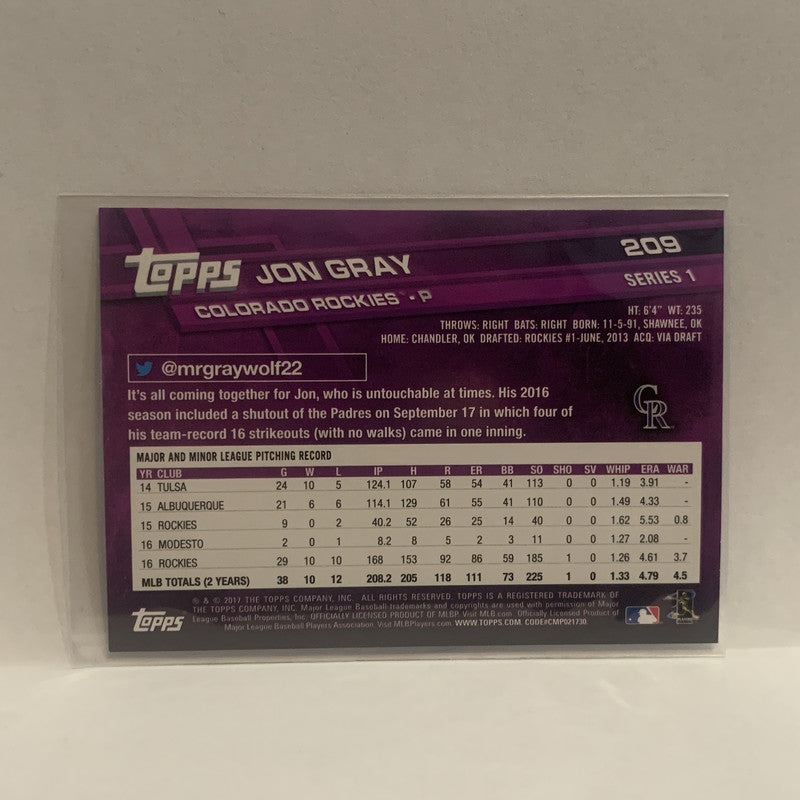 topps JON GRAY 209
COLORADO ROCKIES - P SERIES 1
HT: 6'4" WT: 235
THROWS: RIGHT BATS: RIGHT BORN: 11-5-91, SHAWNEE, OK
HOME: CHANDLER, OK DRAFTED: ROCKIES #1-JUNE, 2013 ACQ: VIA DRAFT
@mrgraywolf22
It's all coming together for Jon, who is untouchable at times. His 2016
season included a shutout of the Padres on September 17 in which four of
his team-record 16 strikeouts (with no walks) came in one inning.
CR
MAJOR AND MINOR LEAGUE PITCHING RECORD
YR CLUB G W L IP H R ER BB SO SHO SV WHIP ERA WAR
14 TULSA 24 10 5 124.1 107 58 54 41 113 0 0 1.19 3.91 -
15 ALBUQUERQUE 21 6 6 114.1 129 61 55 41 110 0 0 1.49 4.33 -
15 ROCKIES 9 0 2 40.2 52 26 25 14 40 0 0 1.62 5.53 0.8
16 MODESTO 2 0 1 8.2 8 5 2 3 11 0 0 1.27 2.08 -
16 ROCKIES 29 10 10 168 153 92 86 59 185 1 0 1.26 4.61 3.7
MLB TOTALS (2 YEARS) 38 10 12 208.2 205 118 111 73 225 1 0 1.33 4.79 4.5
® & © 2017 THE TOPPS COMPANY, INC. ALL RIGHTS RESERVED. TOPPS IS A REGISTERED TRADEMARK OF
THE TOPPS COMPANY, INC. Major League Baseball trademarks and copyrights are used with permission of Major
League Baseball Properties, Inc. OFFICIALLY LICENSED PRODUCT OF MLBP. Visit MLB.com. Officially Licensed Product of
Major League Baseball Players Association. Visit MLBPlayers.com. WWW.TOPPS.COM. CODE#CMP021730
topps